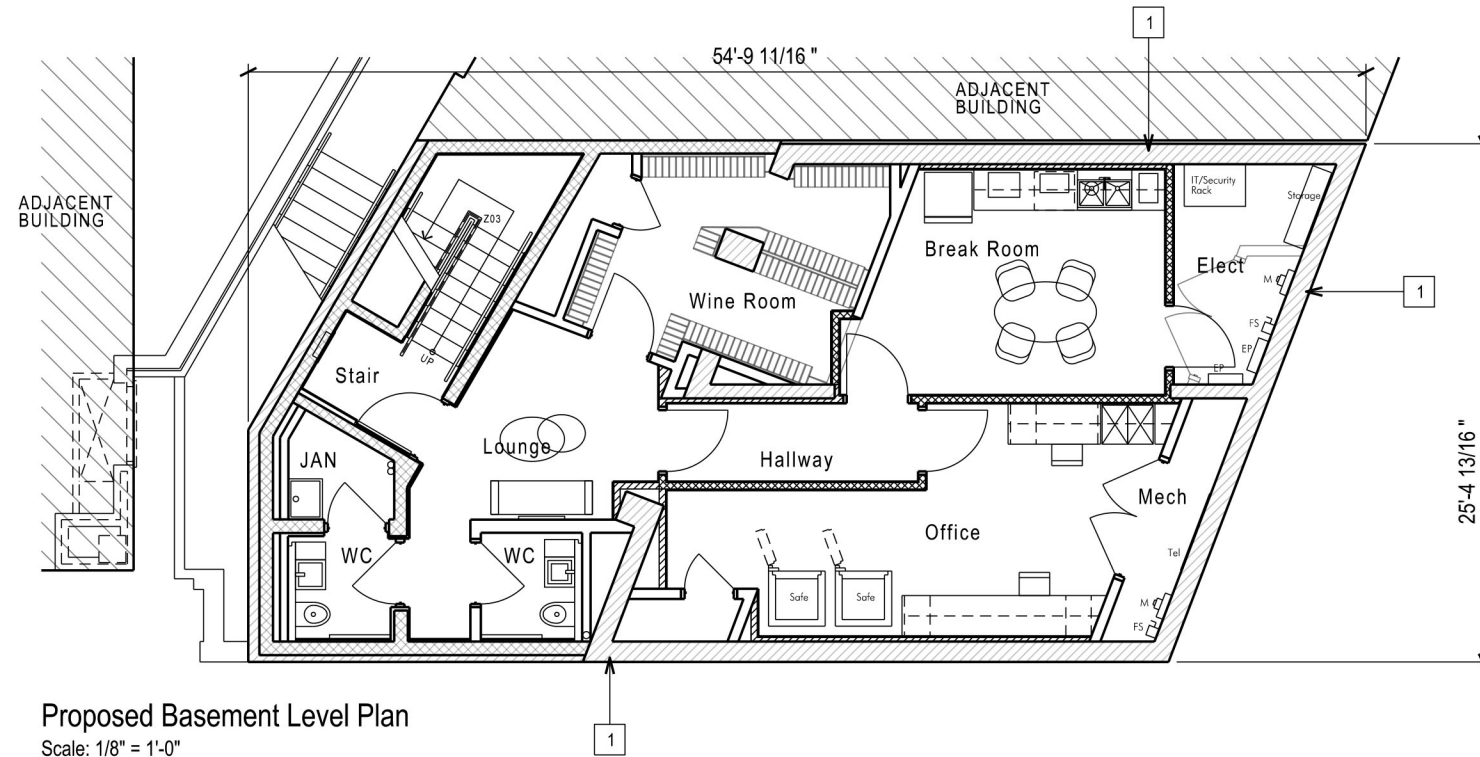 1
54'-9 11/16 "
ADJACENT
BUILDING
ADJACENT
BUILDING
IT/Security
Rack
Storage
Z03
Break Room
Elect
M
1
Wine Room
FS
EP
EP
UP
Stair
Lounge
JAN
Hallway
Mech
25'-4 13/16 "
Office
WC
WC
Tel
Safe
Safe
M
FS
Proposed Basement Level Plan
1
Scale: 1/8" = 1'-0"